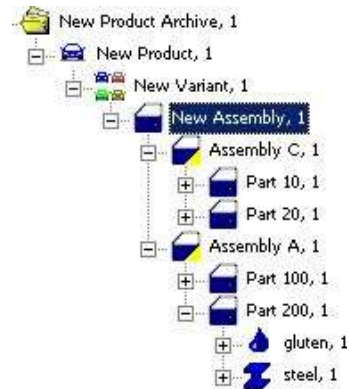 New Product Archive, 1
New Product, 1
New Variant, 1
New Assembly, 1
Assembly C, 1
Part 10, 1
Part 20, 1
Assembly A, 1
Part 100, 1
Part 200, 1
gluten, 1
steel, 1